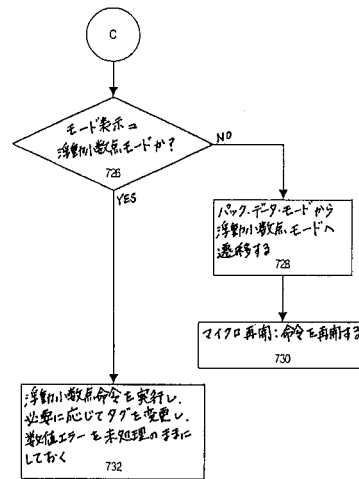 C
モード表示=
浮動小数点モードか?
726
NO
YES
パック・データ・モードから
浮動小数点モードへ
遷移する
728
マイクロ再開:命令を再開する
730
浮動小数点命令を実行し、
必要に応じてタグを変更し、
数値エラーを未処理のままに
しておく
732